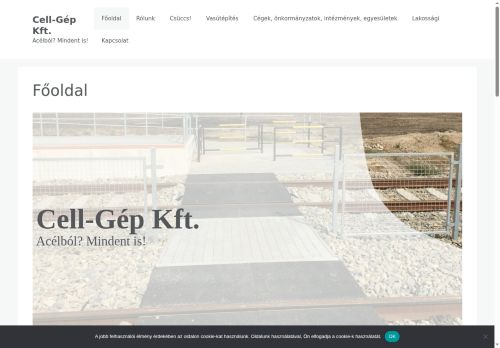 Cell-Gép
Kft.
Acélból? Mindent is!
Főoldal
Rólunk
Csüccs!
Vasútépítés
Cégek, önkormányzatok, intézmények, egyesületek
Lakossági
Kapcsolat
Főoldal
Cell-Gép Kft.
Acélból? Mindent is!
A jobb felhasználói élmény érdekében az oldalon cookie-kat használunk. Oldalunk használatával, Ön elfogadja a cookie-k használatát.
OK